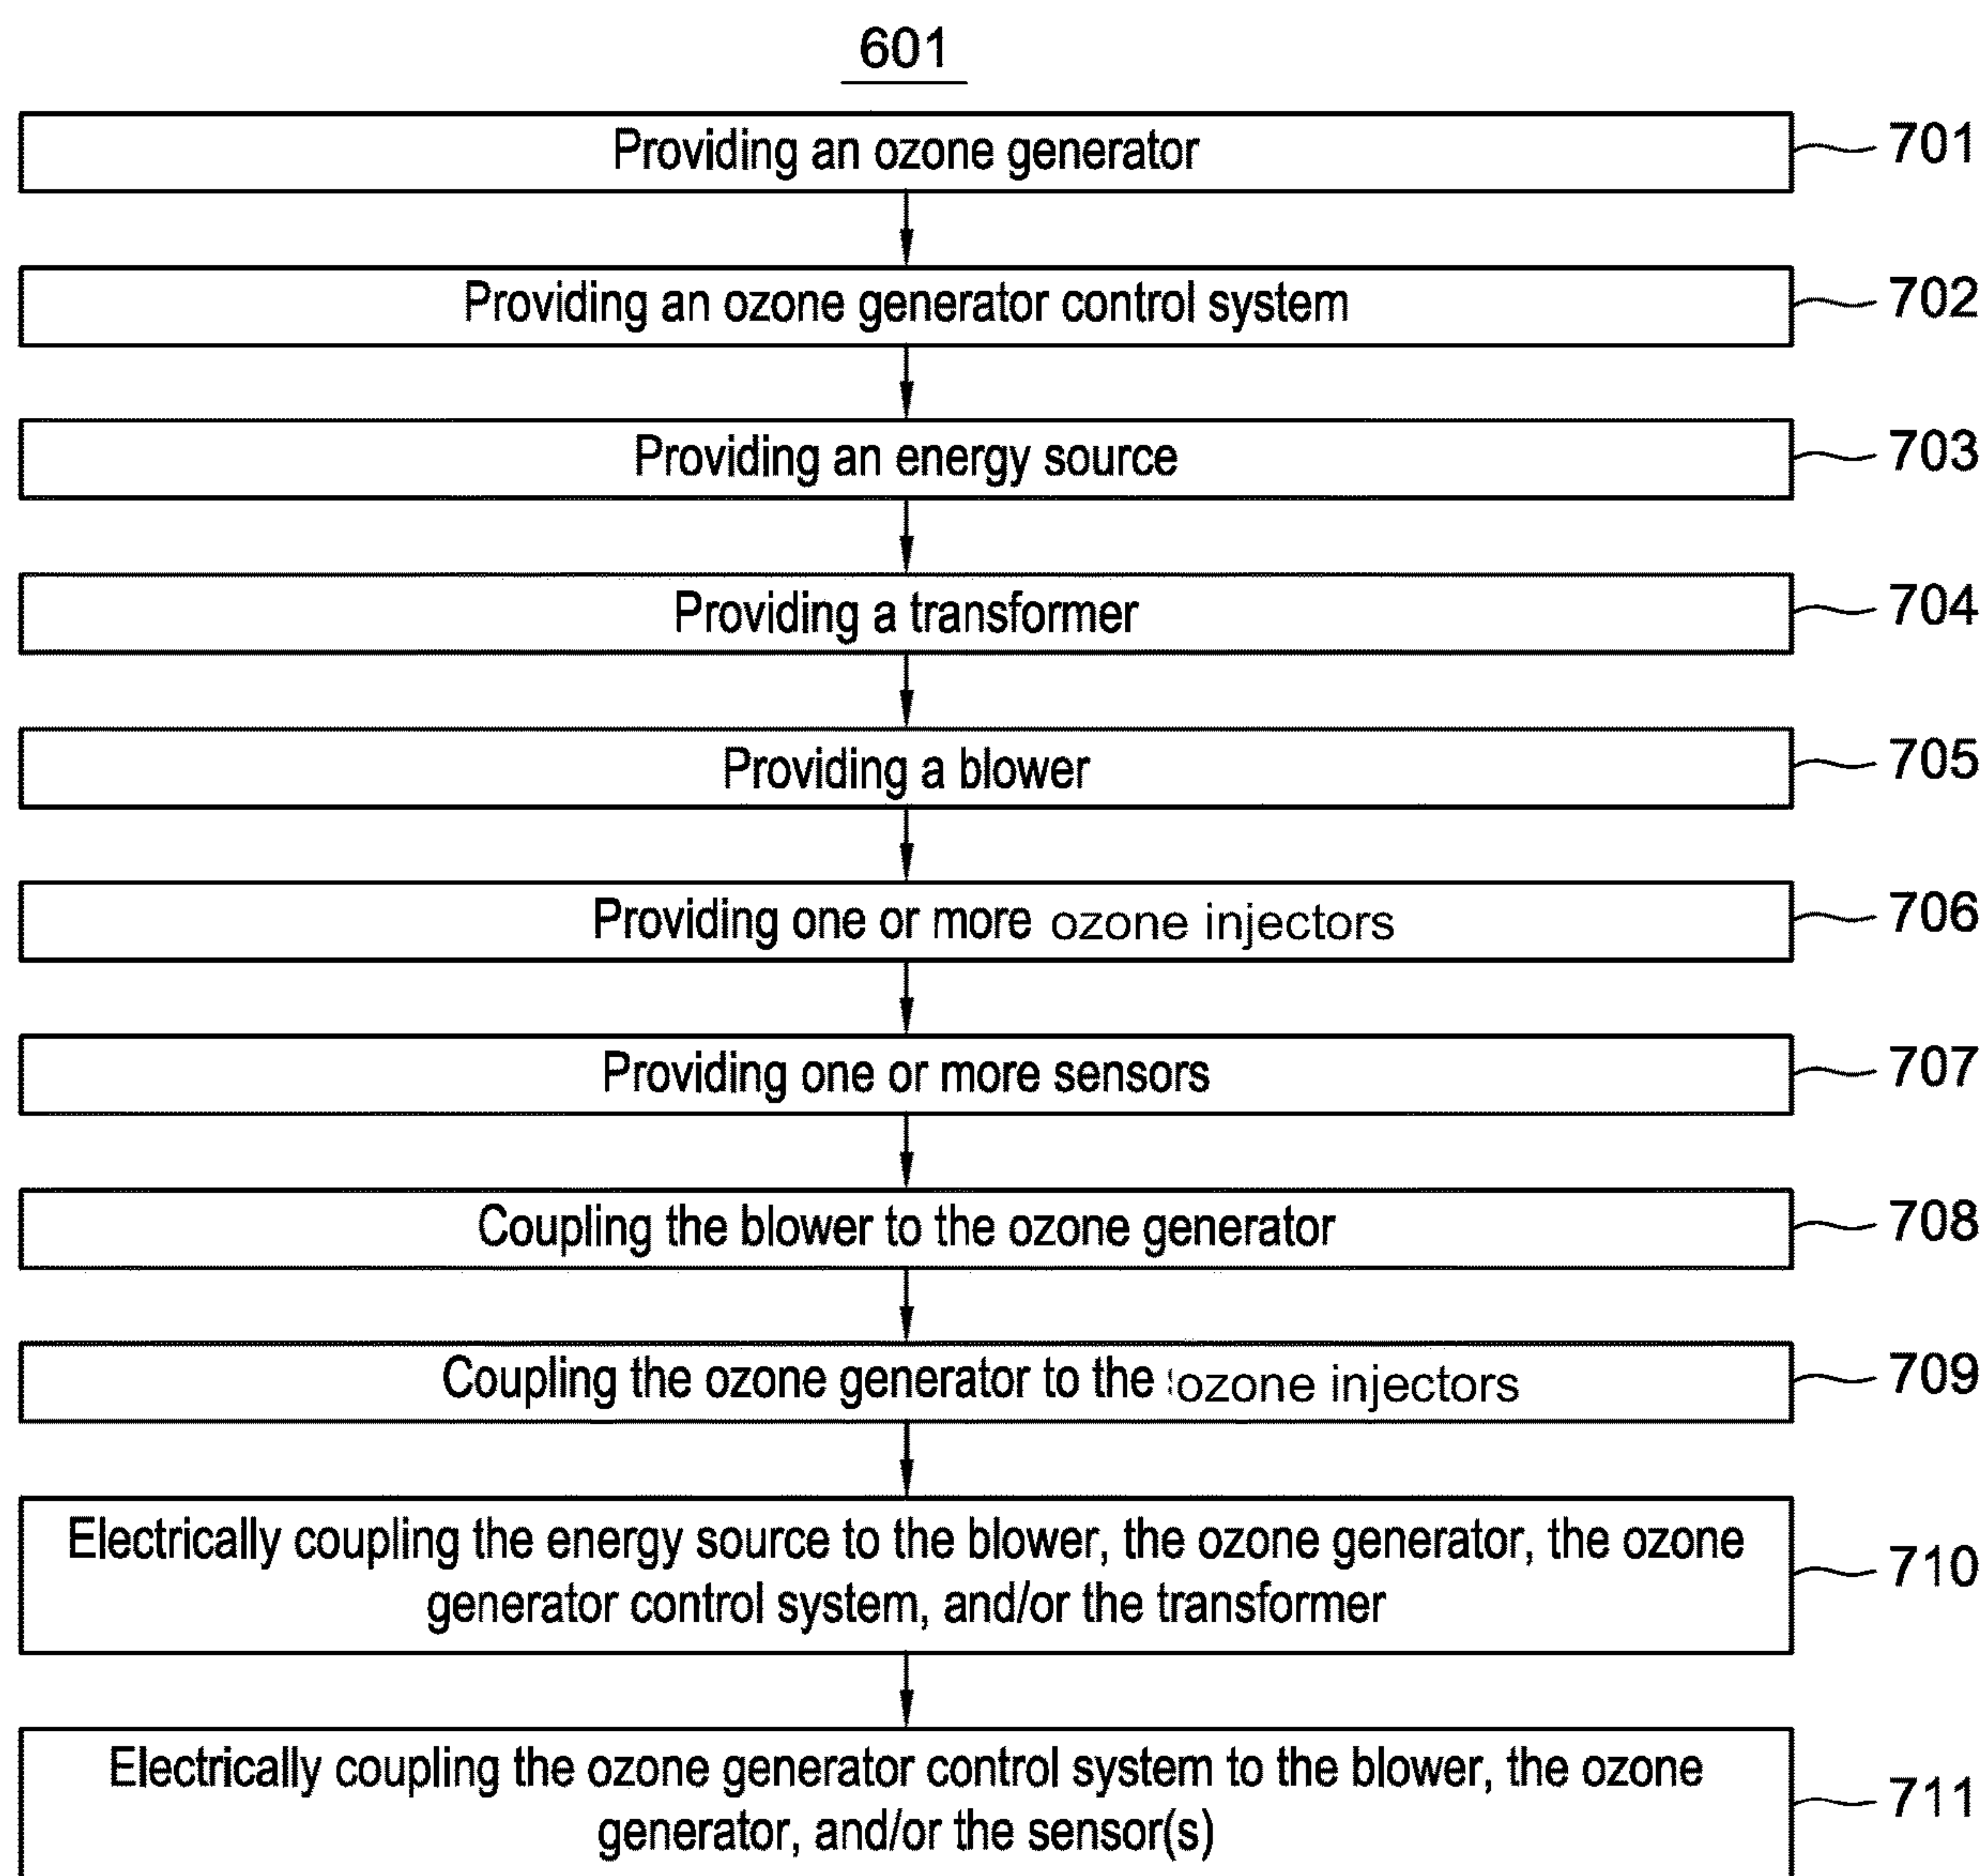 601
Providing an ozone generator
701
Providing an ozone generator control system
702
Providing an energy source
703
Providing a transformer
704
Providing a blower
705
Providing one or more ozone injectors
706
Providing one or more sensors
707
Coupling the blower to the ozone generator
708
Coupling the ozone generator to the ozone injectors
709
Electrically coupling the energy source to the blower, the ozone generator, the ozone
generator control system, and/or the transformer
710
Electrically coupling the ozone generator control system to the blower, the ozone
generator, and/or the sensor(s)
711